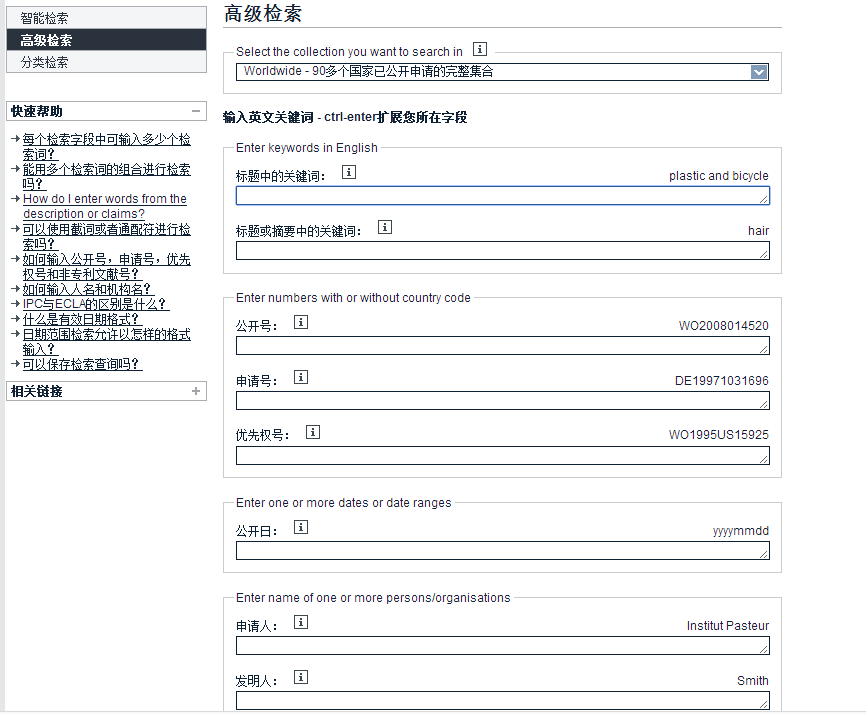 智能检索
高级检索
分类检索
快速帮助
每个检索字段中可输入多少个检
索词？
能用多个检索词的组合进行检索
吗？
How do I enter words from the
description or claims?
可以使用截词或者通配符进行检
索吗？
如何输入公开号，申请号，优先
权号和非专利文献号？
如何输入人名和机构名？
IPC与ECLA的区别是什么？
什么是有效日期格式？
日期范围检索允许以怎样的格式
输入？
可以保存检索查询吗？
相关链接
高级检索
Select the collection you want to search in
Worldwide - 90多个国家已公开申请的完整集合
输入英文关键词 - ctrl-enter扩展您所在字段
Enter keywords in English
标题中的关键词： plastic and bicycle
标题或摘要中的关键词： hair
Enter numbers with or without country code
公开号： WO2008014520
申请号： DE19971031696
优先权号： WO1995US15925
Enter one or more dates or date ranges
公开日： yyyymmdd
Enter name of one or more persons/organisations
申请人： Institut Pasteur
发明人： Smith